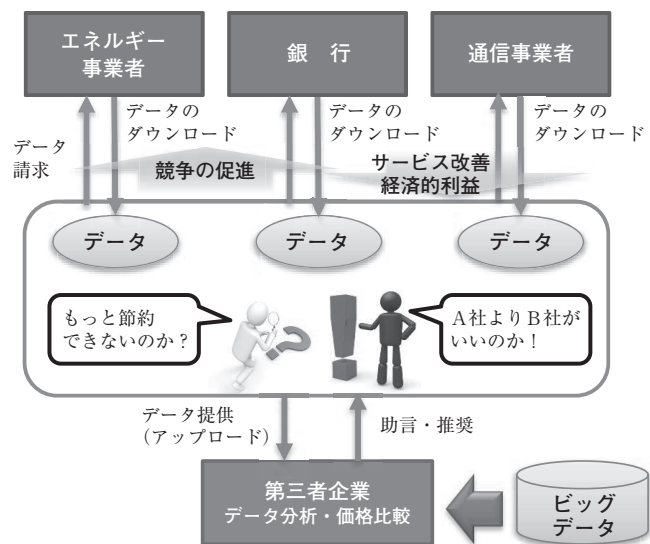 エネルギー
事業者
銀 行
通信事業者
データ
請求
データの
ダウンロード
データの
ダウンロード
データの
ダウンロード
競争の促進
サービス改善
経済的利益
データ
データ
データ
もっと節約
できないのか？
A社よりB社が
いいのか！
データ提供
（アップロード）
助言・推奨
第三者企業
データ分析・価格比較
ビッグ
データ